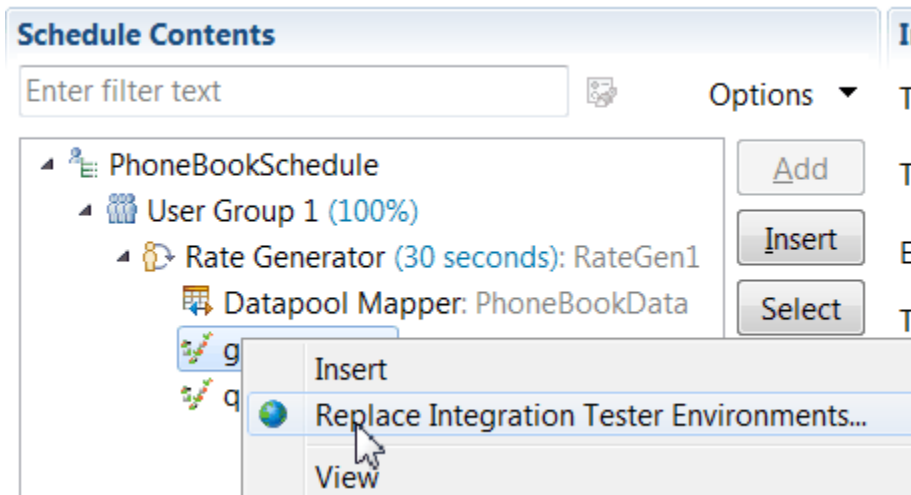 Schedule Contents
Enter filter text
Options
PhoneBookSchedule
Add
User Group 1 (100%)
Insert
Rate Generator (30 seconds): RateGen1
Datapool Mapper: PhoneBookData
Select
g
Insert
q
Replace Integration Tester Environments...
View